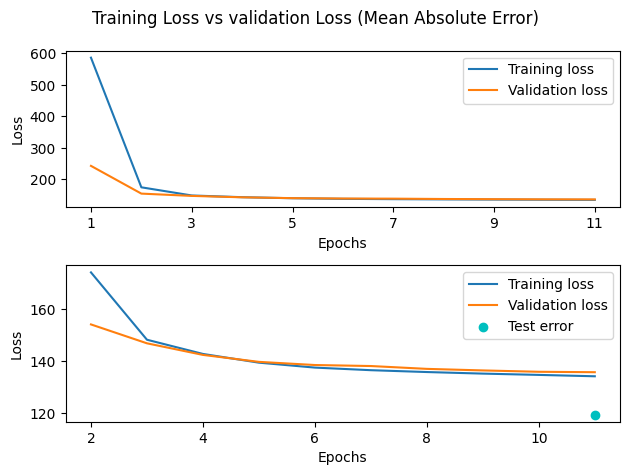 Training Loss vs validation Loss (Mean Absolute Error)
600
500
400
300
200
Loss
Training loss
Validation loss
1 3 5 7 9 11
Epochs
160
140
120
Loss
Training loss
Validation loss
Test error
2 4 6 8 10
Epochs